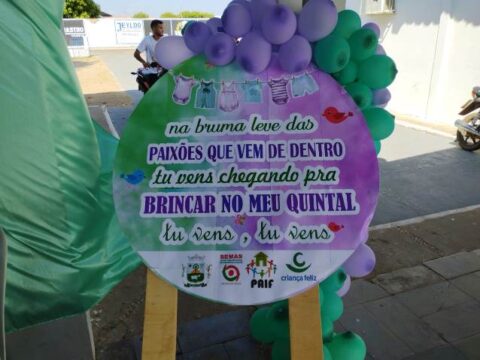 na bruma leve das
PAIXÕES QUE VEM DE DENTRO
tu vens chegando pra
BRINCAR NO MEU QUINTAL
tu vens , tu vens
SEMAS
PAIF
criança feliz